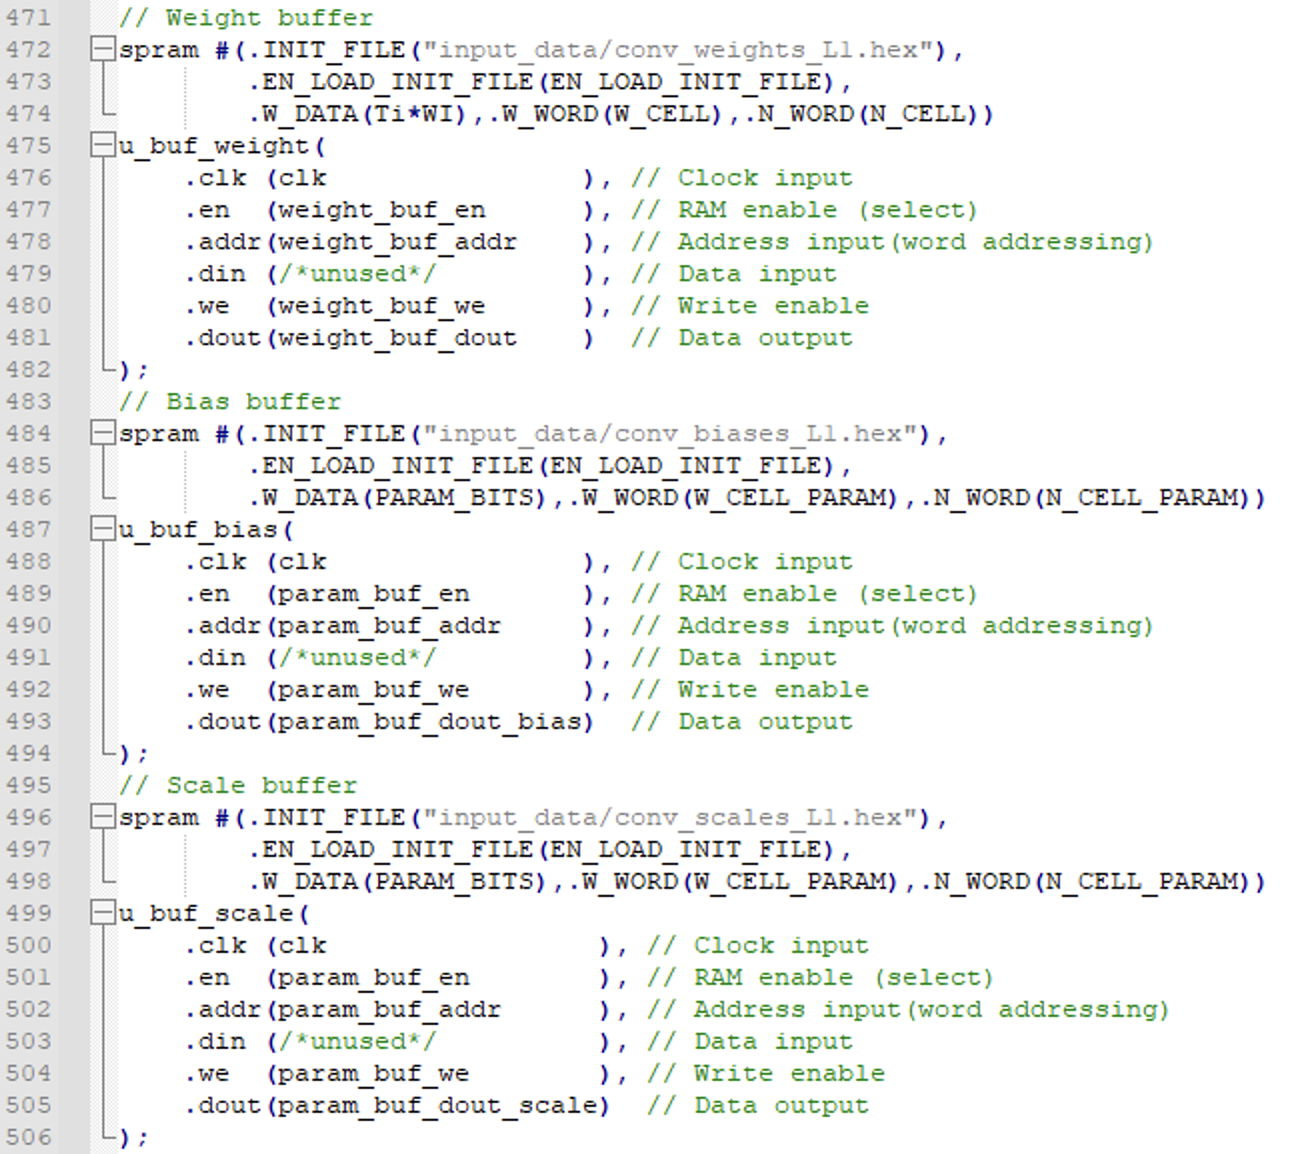 471 // Weight buffer
472 spram #(.INIT_FILE("input_data/conv_weights_L1.hex"),
473 .EN_LOAD_INIT_FILE(EN_LOAD_INIT_FILE),
474 .W_DATA(Ti*WI),.W_WORD(W_CELL),.N_WORD(N_CELL))
475 u_buf_weight(
476 .clk (clk ), // Clock input
477 .en (weight_buf_en ), // RAM enable (select)
478 .addr(weight_buf_addr ), // Address input(word addressing)
479 .din (/*unused*/ ), // Data input
480 .we (weight_buf_we ), // Write enable
481 .dout(weight_buf_dout ) // Data output
482 );
483 // Bias buffer
484 spram #(.INIT_FILE("input_data/conv_biases_L1.hex"),
485 .EN_LOAD_INIT_FILE(EN_LOAD_INIT_FILE),
486 .W_DATA(PARAM_BITS),.W_WORD(W_CELL_PARAM),.N_WORD(N_CELL_PARAM))
487 u_buf_bias(
488 .clk (clk ), // Clock input
489 .en (param_buf_en ), // RAM enable (select)
490 .addr(param_buf_addr ), // Address input(word addressing)
491 .din (/*unused*/ ), // Data input
492 .we (param_buf_we ), // Write enable
493 .dout(param_buf_dout_bias) // Data output
494 );
495 // Scale buffer
496 spram #(.INIT_FILE("input_data/conv_scales_L1.hex"),
497 .EN_LOAD_INIT_FILE(EN_LOAD_INIT_FILE),
498 .W_DATA(PARAM_BITS),.W_WORD(W_CELL_PARAM),.N_WORD(N_CELL_PARAM))
499 u_buf_scale(
500 .clk (clk ), // Clock input
501 .en (param_buf_en ), // RAM enable (select)
502 .addr(param_buf_addr ), // Address input(word addressing)
503 .din (/*unused*/ ), // Data input
504 .we (param_buf_we ), // Write enable
505 .dout(param_buf_dout_scale) // Data output
506 );